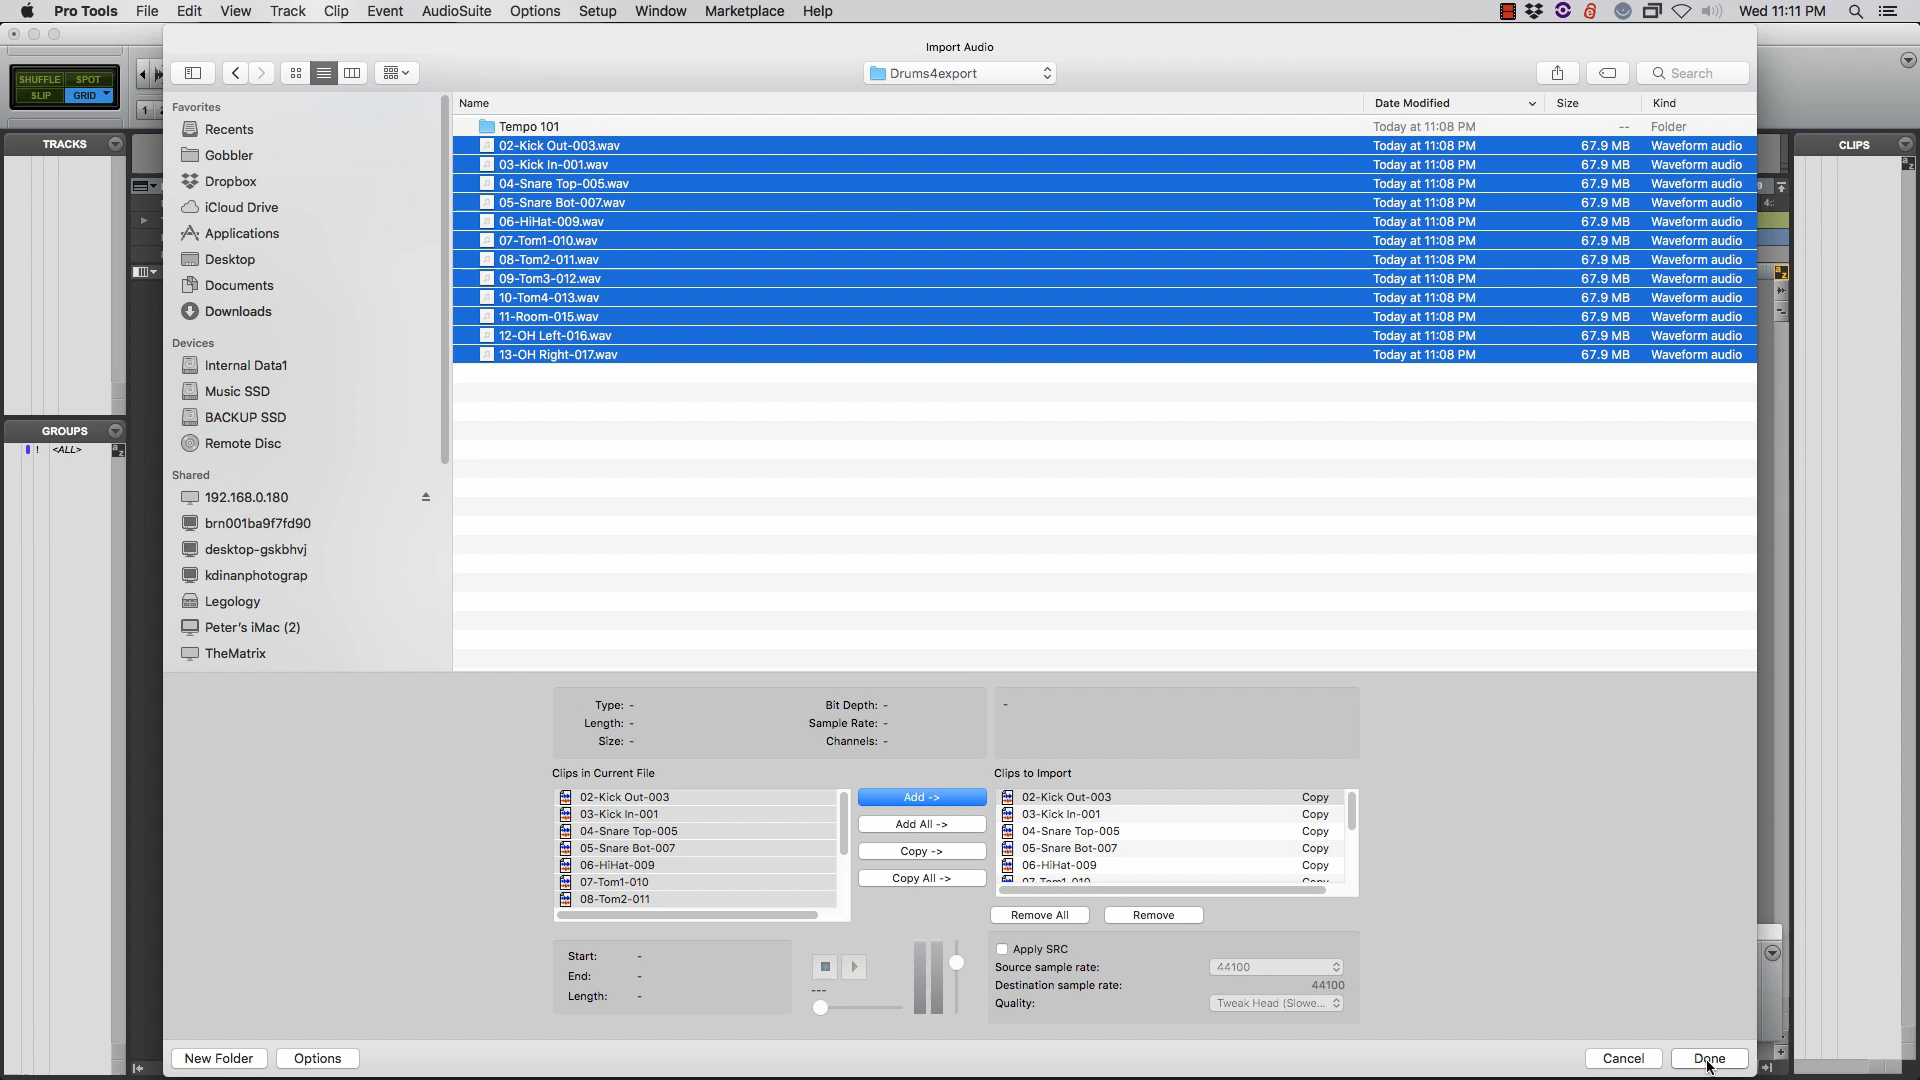 Pro Tools File Edit View Track Clip Event AudioSuite Options Setup Window Marketplace Help Wed 11:11 PM
Import Audio
SHUFFLE SPOT
SLIP GRID
Drums4export
Search
TRACKS
GROUPS
! <ALL>
Favorites
Recents
Gobbler
Dropbox
iCloud Drive
Applications
Desktop
Documents
Downloads
Devices
Internal Data1
Music SSD
BACKUP SSD
Remote Disc
Shared
192.168.0.180
brn001ba9f7fd90
desktop-gskbhvj
kdinanphotograp
Legology
Peter's iMac (2)
TheMatrix
Name Date Modified Size Kind
Tempo 101 Today at 11:08 PM -- Folder
02-Kick Out-003.wav Today at 11:08 PM 67.9 MB Waveform audio
03-Kick In-001.wav Today at 11:08 PM 67.9 MB Waveform audio
04-Snare Top-005.wav Today at 11:08 PM 67.9 MB Waveform audio
05-Snare Bot-007.wav Today at 11:08 PM 67.9 MB Waveform audio
06-HiHat-009.wav Today at 11:08 PM 67.9 MB Waveform audio
07-Tom1-010.wav Today at 11:08 PM 67.9 MB Waveform audio
08-Tom2-011.wav Today at 11:08 PM 67.9 MB Waveform audio
09-Tom3-012.wav Today at 11:08 PM 67.9 MB Waveform audio
10-Tom4-013.wav Today at 11:08 PM 67.9 MB Waveform audio
11-Room-015.wav Today at 11:08 PM 67.9 MB Waveform audio
12-OH Left-016.wav Today at 11:08 PM 67.9 MB Waveform audio
13-OH Right-017.wav Today at 11:08 PM 67.9 MB Waveform audio
CLIPS
Type: - Bit Depth: - -
Length: - Sample Rate: -
Size: - Channels: -
Clips in Current File
02-Kick Out-003
03-Kick In-001
04-Snare Top-005
05-Snare Bot-007
06-HiHat-009
07-Tom1-010
08-Tom2-011
Add ->
Add All ->
Copy ->
Copy All ->
Clips to Import
02-Kick Out-003 Copy
03-Kick In-001 Copy
04-Snare Top-005 Copy
05-Snare Bot-007 Copy
06-HiHat-009 Copy
07-Tom1-010 Copy
Remove All Remove
Start: -
End: -
Length: -
---
Apply SRC
Source sample rate: 44100
Destination sample rate: 44100
Quality: Tweak Head (Slowe...
New Folder Options Cancel Done